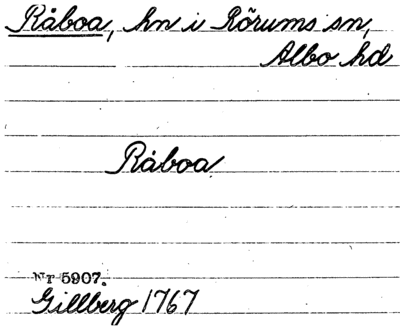 Råboa, hn i Rörums sn,
Albo hd
Råboa
Nr 5907.
Gillberg 1767